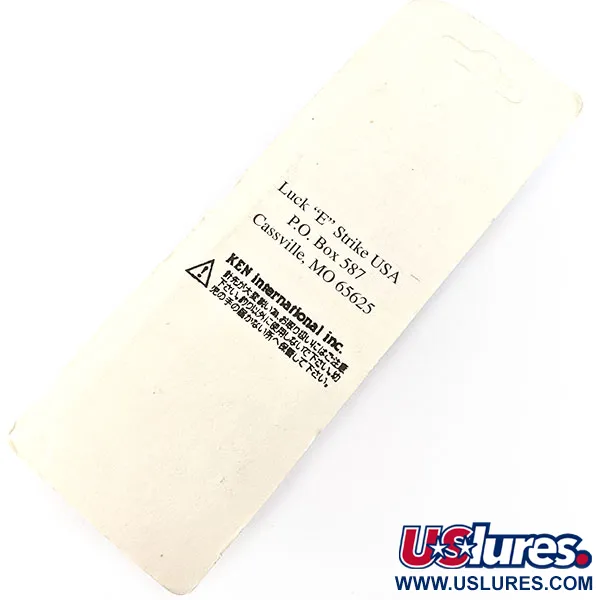 Luck "E" Strike USA
P.O. Box 587
Cassville, MO 65625
KEN international inc.
針先が大変鋭い為、お取り扱いにはご注意
下さい。釣り以外に使用しないで下さい。幼
児の手の届かない所へ保管して下さい。
USlures.
WWW.USLURES.COM